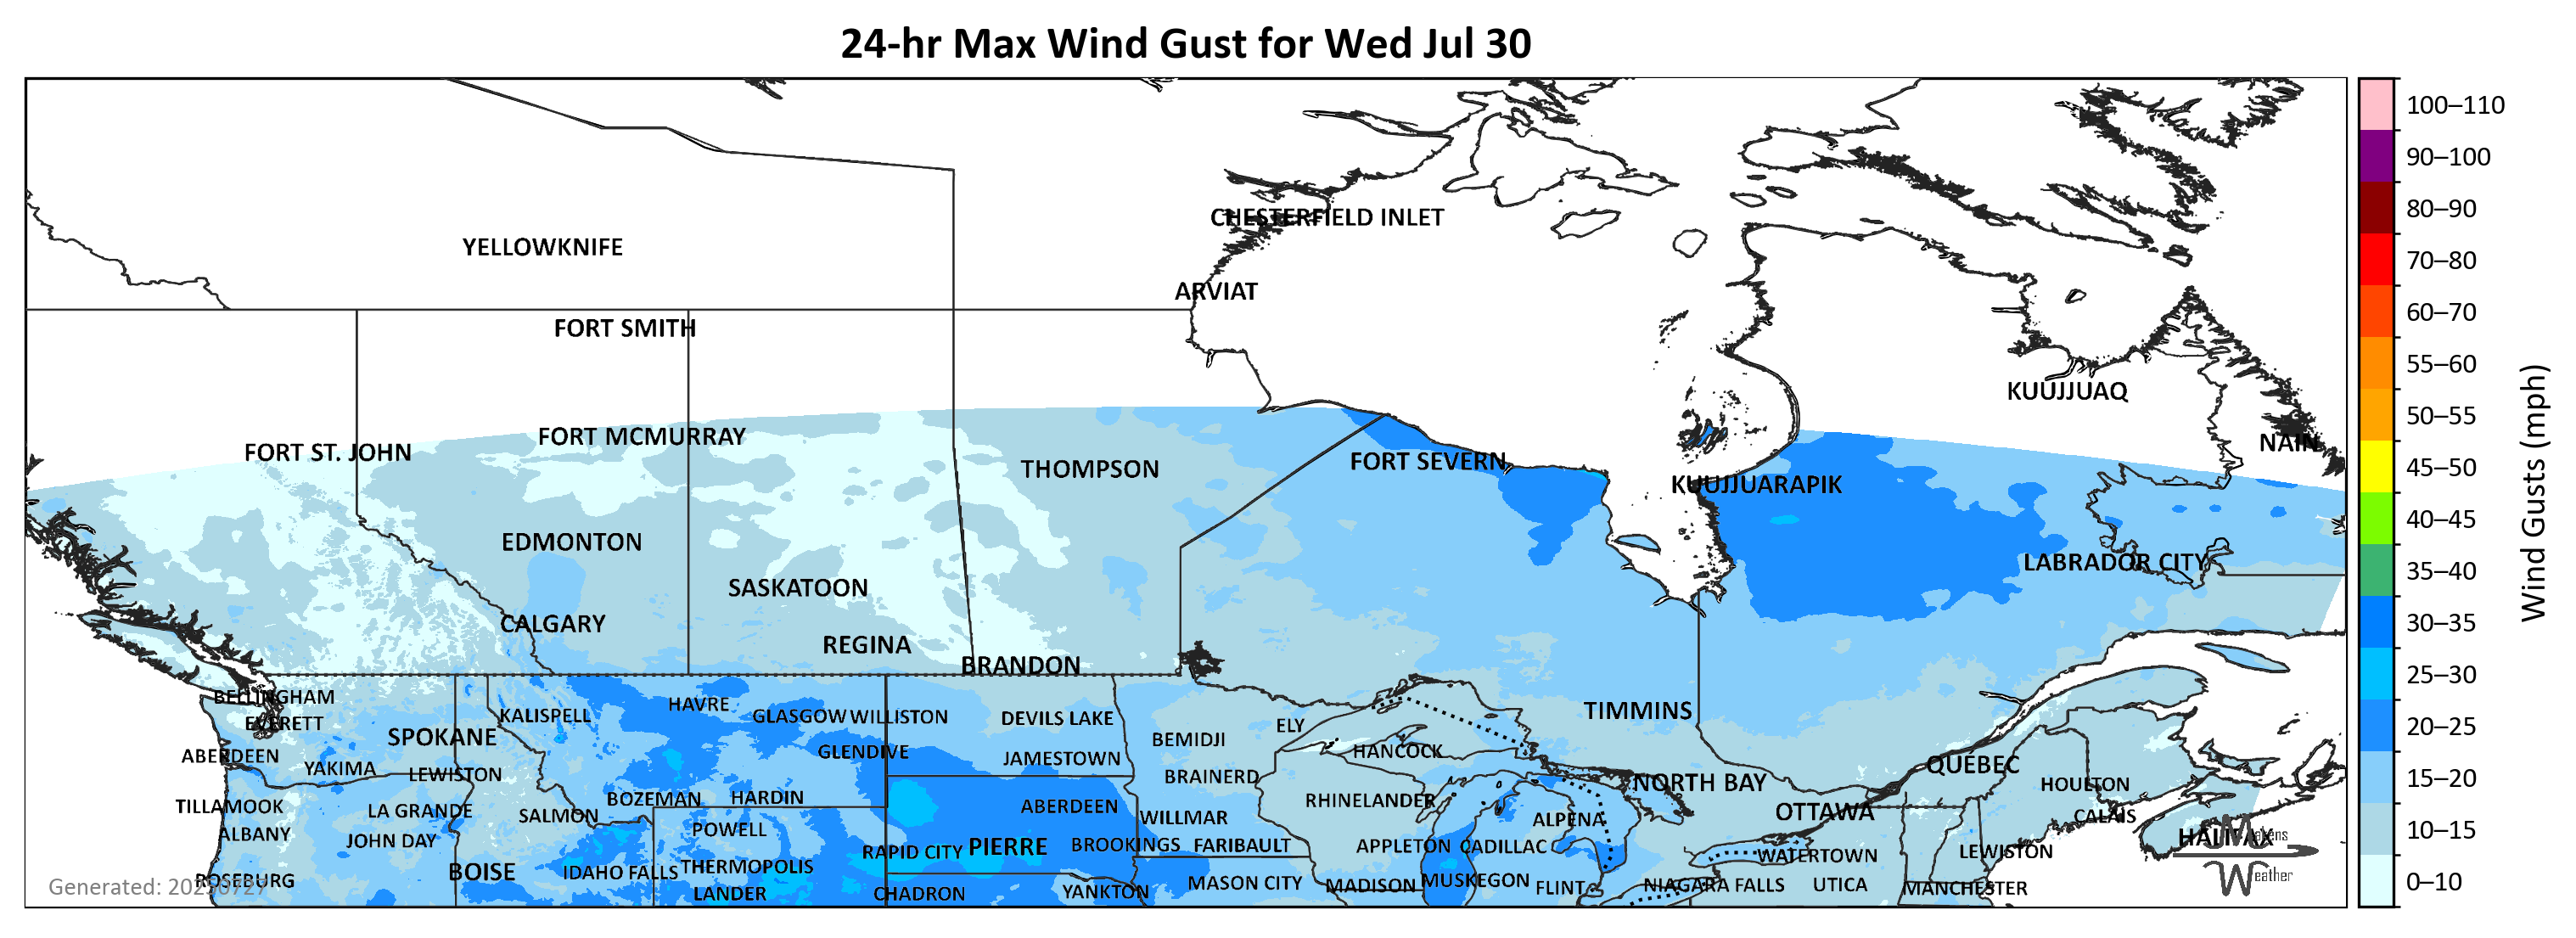 24-hr Max Wind Gust for Wed Jul 30
CHESTERFIELD INLET
YELLOWKNIFE
ARVIAT
FORT SMITH
KUUJJUAQ
FORT MCMURRAY
NAIN
FORT ST. JOHN
FORT SEVERN
THOMPSON
KUUJJUARAPIK
EDMONTON
LABRADOR CITY
SASKATOON
CALGARY
REGINA
BRANDON
BELLINGHAM
HAVRE
TIMMINS
KALISPELL
GLASGOW WILLISTON
DEVILS LAKE
EVERETT
ELY
SPOKANE
BEMIDJI
GLENDIVE
HANCOCK
ABERDEEN
JAMESTOWN
QUÉBEC
YAKIMA
LEWISTON
BRAINERD
NORTH BAY
HOULTON
BOZEMAN
HARDIN
RHINELANDER
TILLAMOOK
ABERDEEN
LA GRANDE
SALMON
WILLMAR
ALPENA
OTTAWA
CALAIS
ALBANY
POWELL
HALIFAX
JOHN DAY
RAPID CITY PIERRE
BROOKINGS FARIBAULT
APPLETON CADILLAC
WATERTOWN
LEWISTON
BOISE
IDAHO FALLS THERMOPOLIS
ROSEBURG
MASON CITY
MADISON MUSKEGON
FLINT
NIAGARA FALLS
UTICA
MANCHESTER
LANDER
CHADRON
YANKTON
Generated: 20250727
Weather
100–110
90–100
80–90
70–80
60–70
55–60
50–55
45–50
40–45
35–40
30–35
25–30
20–25
15–20
10–15
0–10
Wind Gusts (mph)